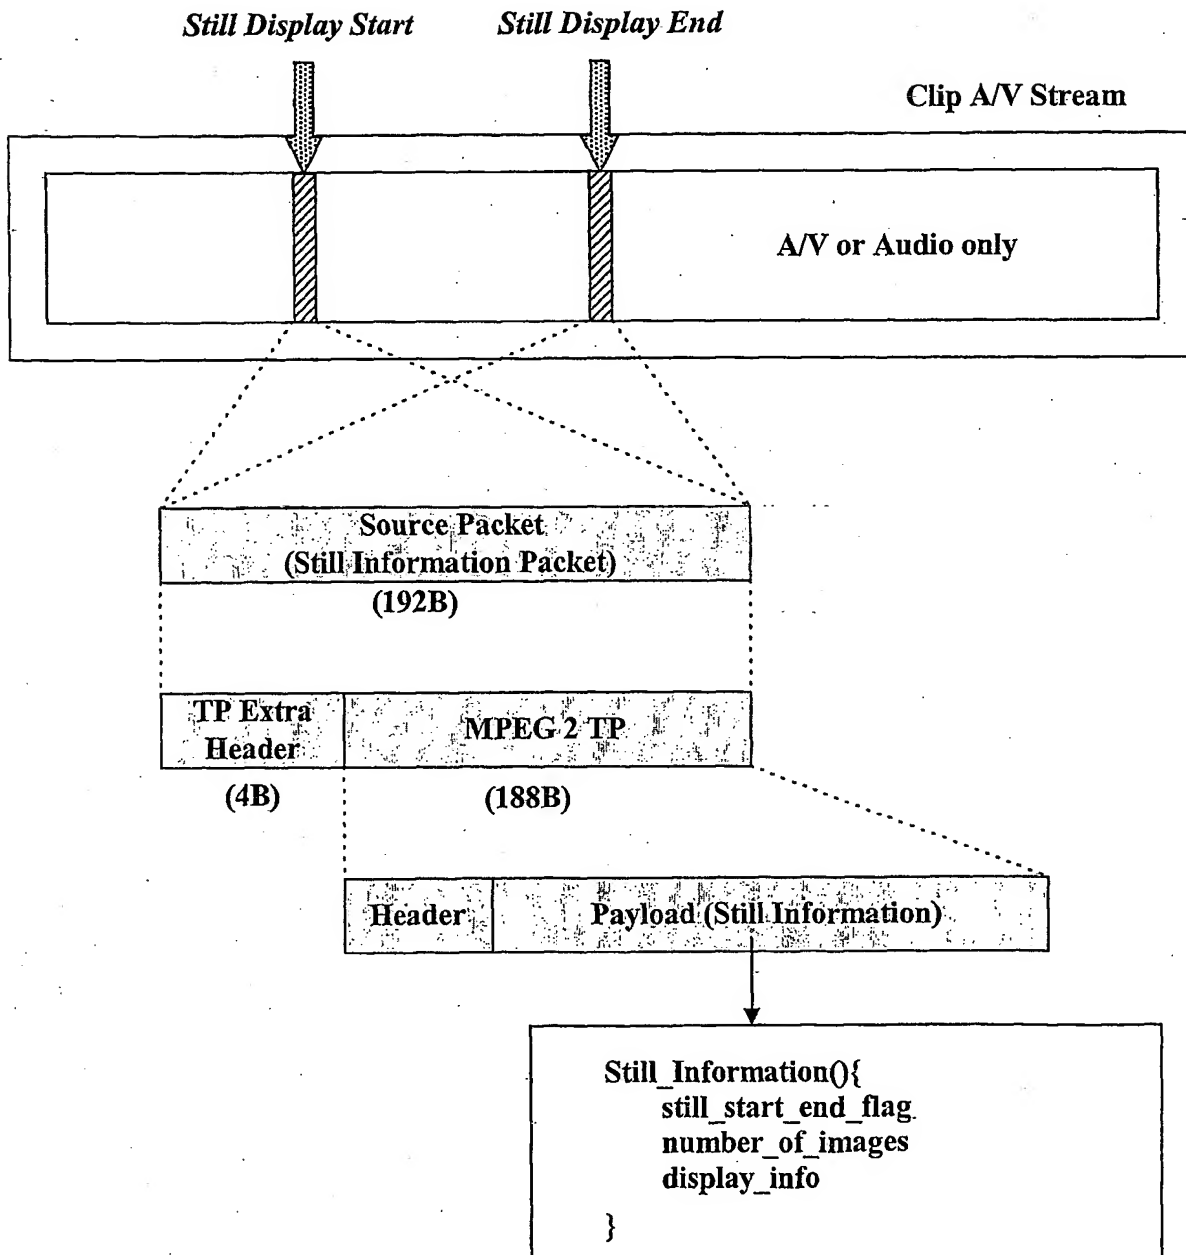 Still Display Start
Still Display End
Clip A/V Stream
A/V or Audio only
Source Packet
(Still Information Packet)
(192B)
TP Extra
Header
MPEG 2 TP
(4B)
(188B)
Header
Payload (Still Information)
Still_Information(){
still_start_end_flag
number_of_images
display_info
}